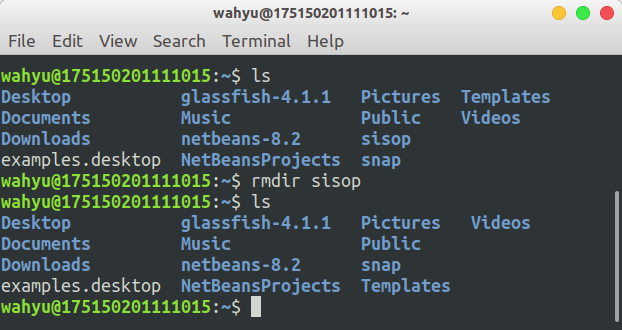 wahyu@175150201111015: ~
File Edit View Search Terminal Help
wahyu@175150201111015:~$ ls
Desktop glassfish-4.1.1 Pictures Templates
Documents Music Public Videos
Downloads netbeans-8.2 sisop
examples.desktop NetBeansProjects snap
wahyu@175150201111015:~$ rmdir sisop
wahyu@175150201111015:~$ ls
Desktop glassfish-4.1.1 Pictures Videos
Documents Music Public
Downloads netbeans-8.2 snap
examples.desktop NetBeansProjects Templates
wahyu@175150201111015:~$